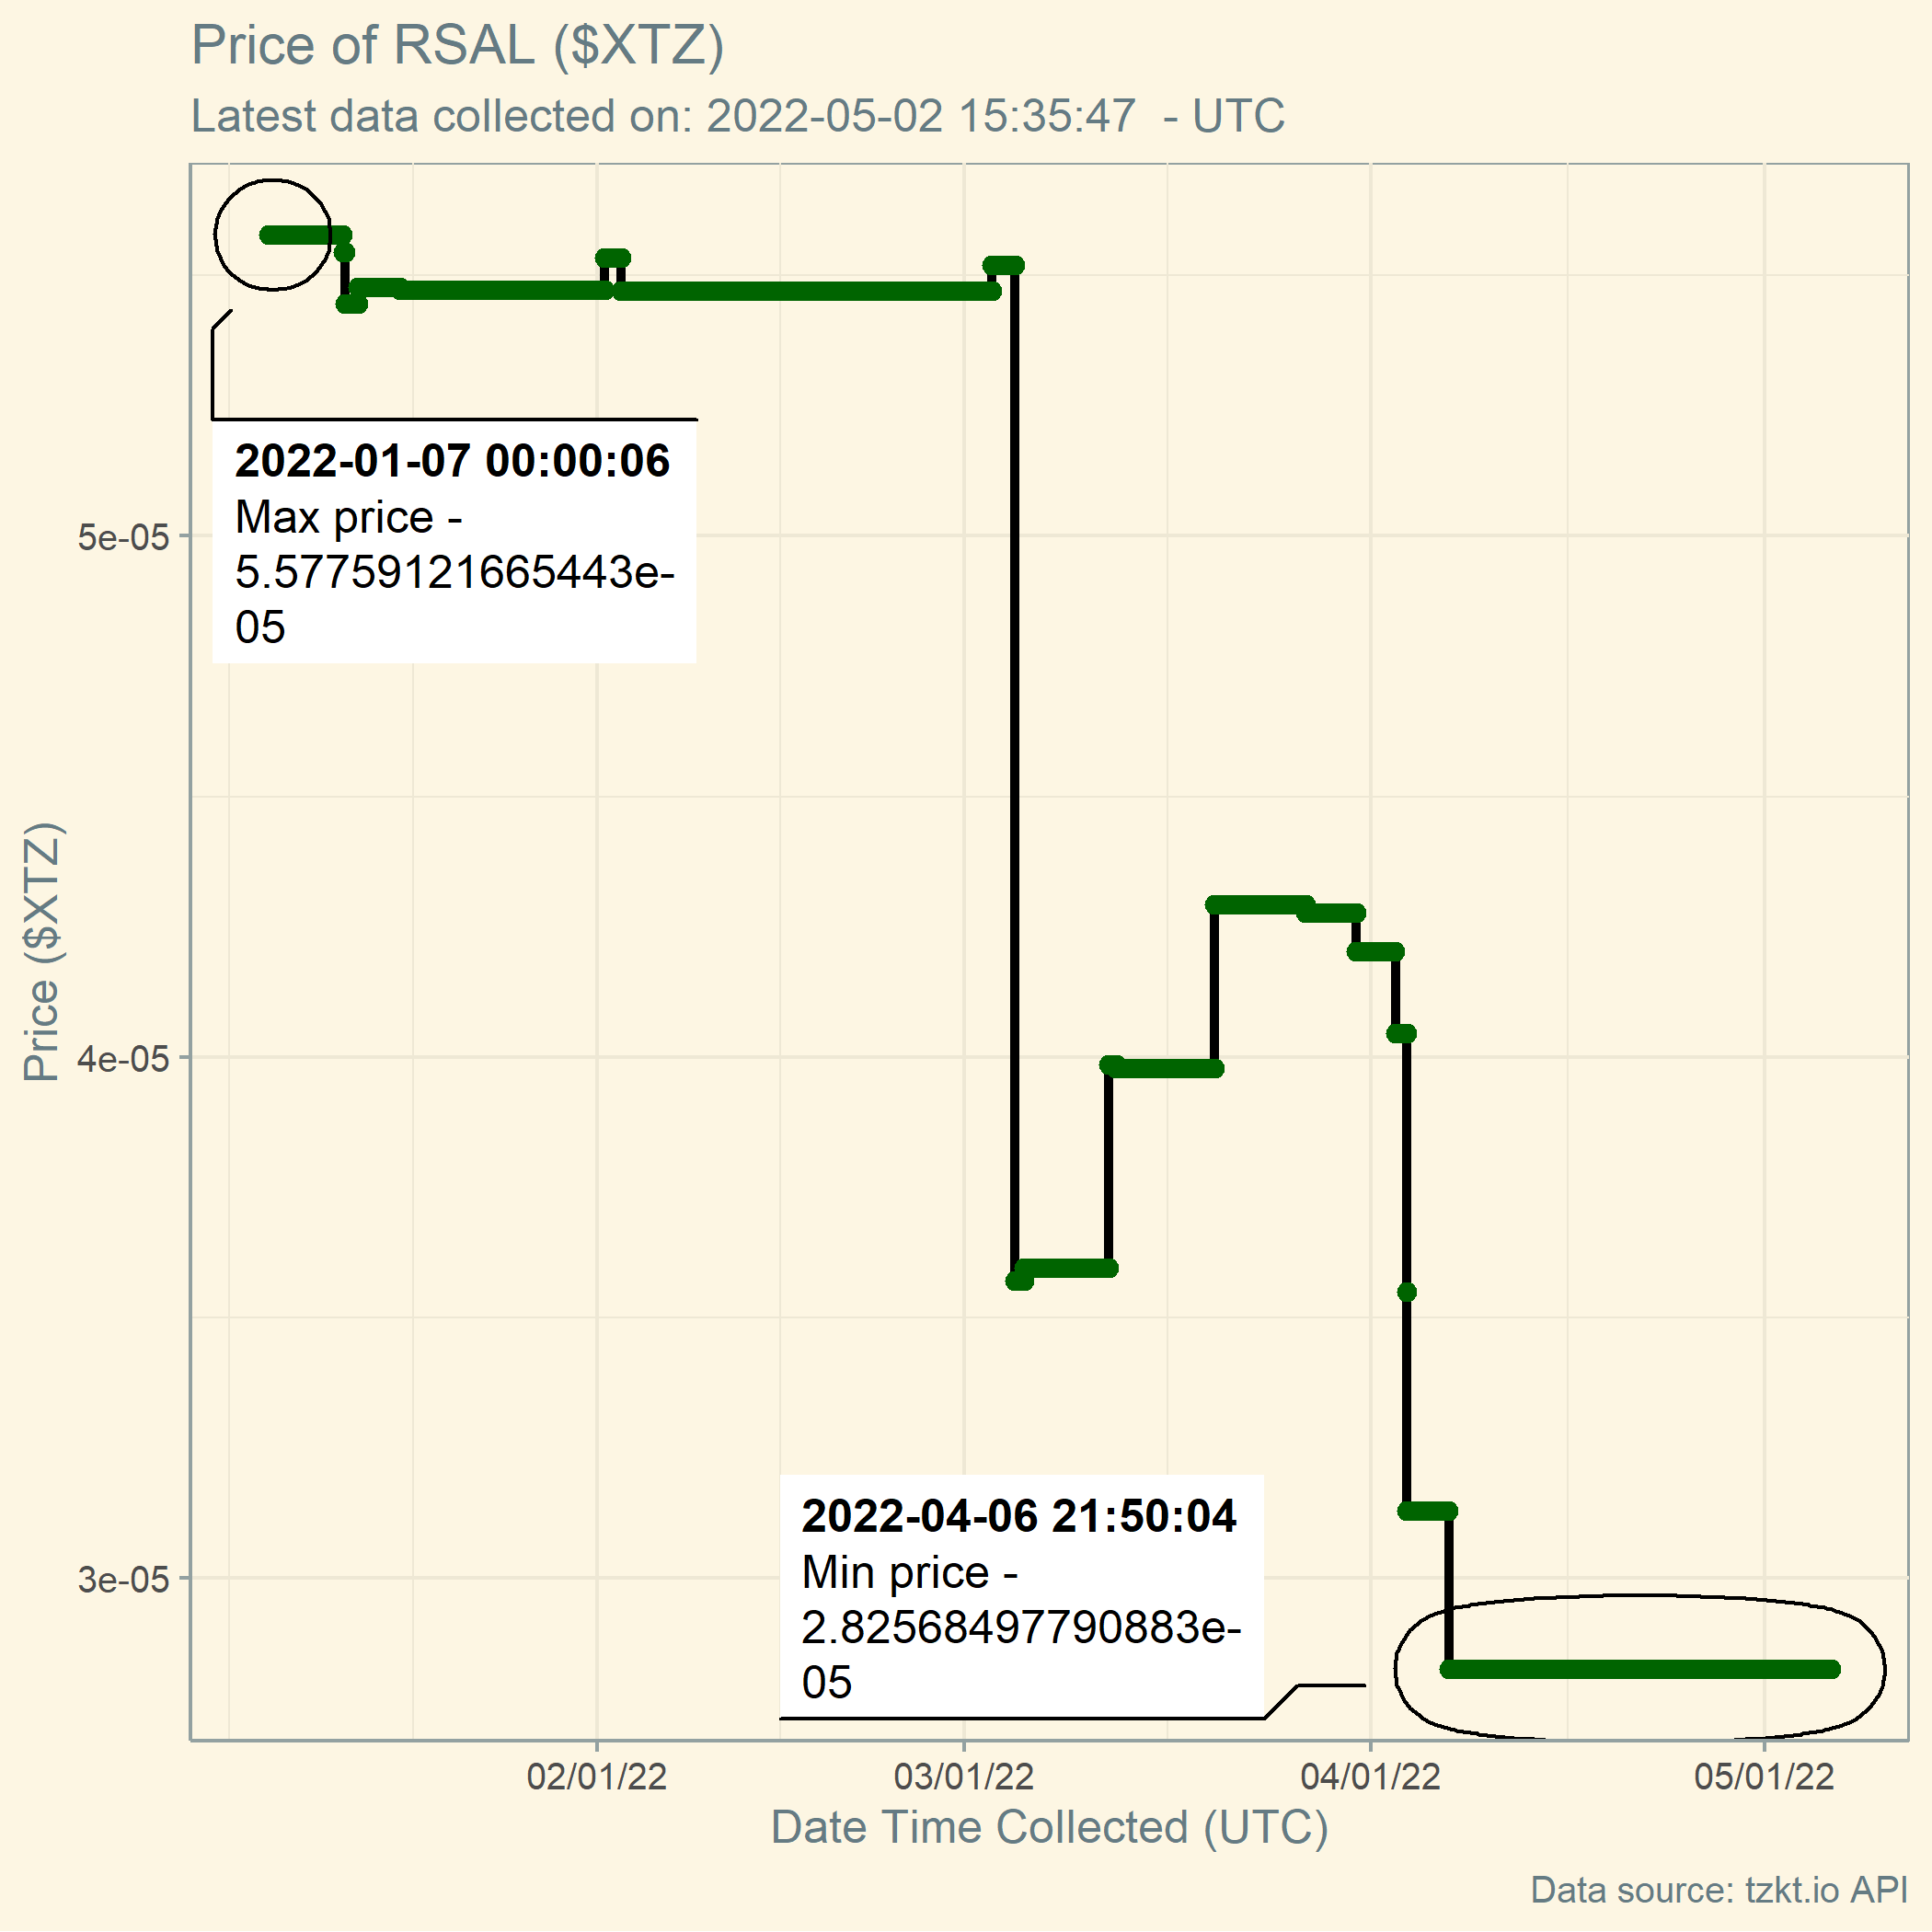 Price of RSAL ($XTZ)
Latest data collected on: 2022-05-02 15:35:47  - UTC
2022-01-07 00:00:06
Max price -
5.57759121665443e-
05
5e-05
Price ($XTZ)
4e-05
2022-04-06 21:50:04
Min price -
2.82568497790883e-
05
3e-05
02/01/22
03/01/22
04/01/22
05/01/22
Date Time Collected (UTC)
Data source: tzkt.io API